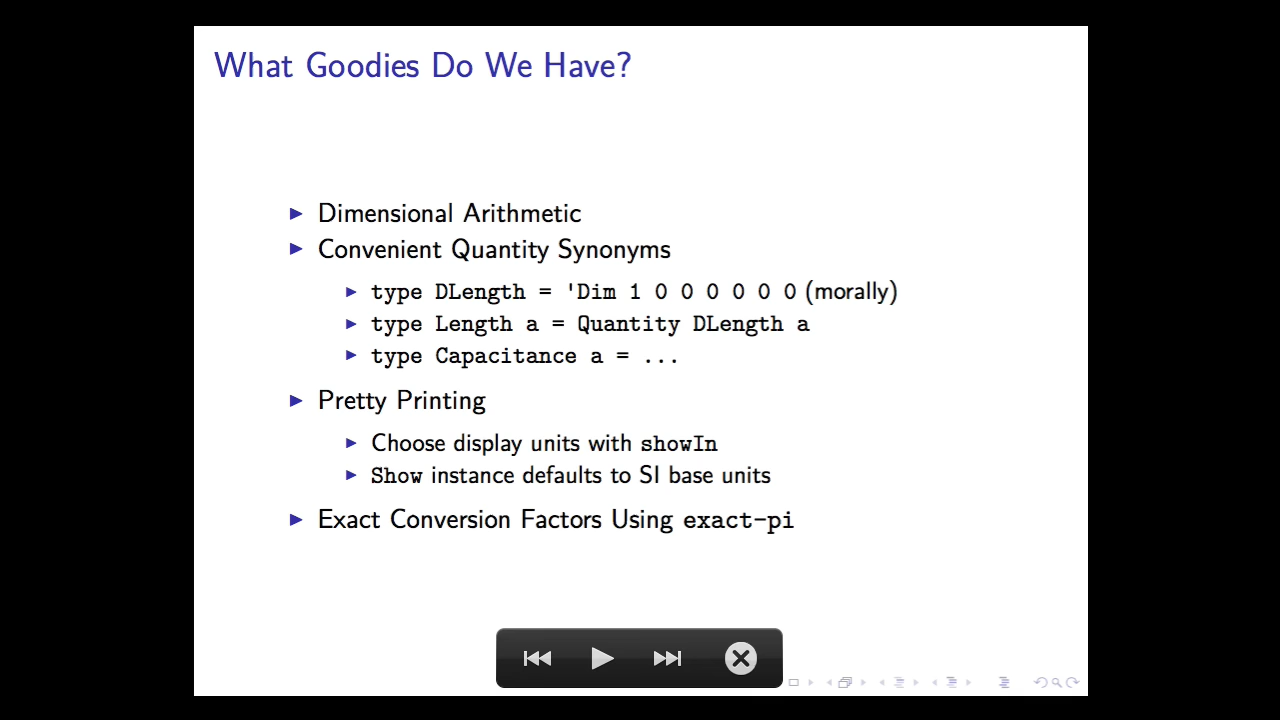 What Goodies Do We Have?
Dimensional Arithmetic
Convenient Quantity Synonyms
type DLength = 'Dim 1 0 0 0 0 0 0 (morally)
type Length a = Quantity DLength a
type Capacitance a = ...
Pretty Printing
Choose display units with showIn
Show instance defaults to SI base units
Exact Conversion Factors Using exact-pi